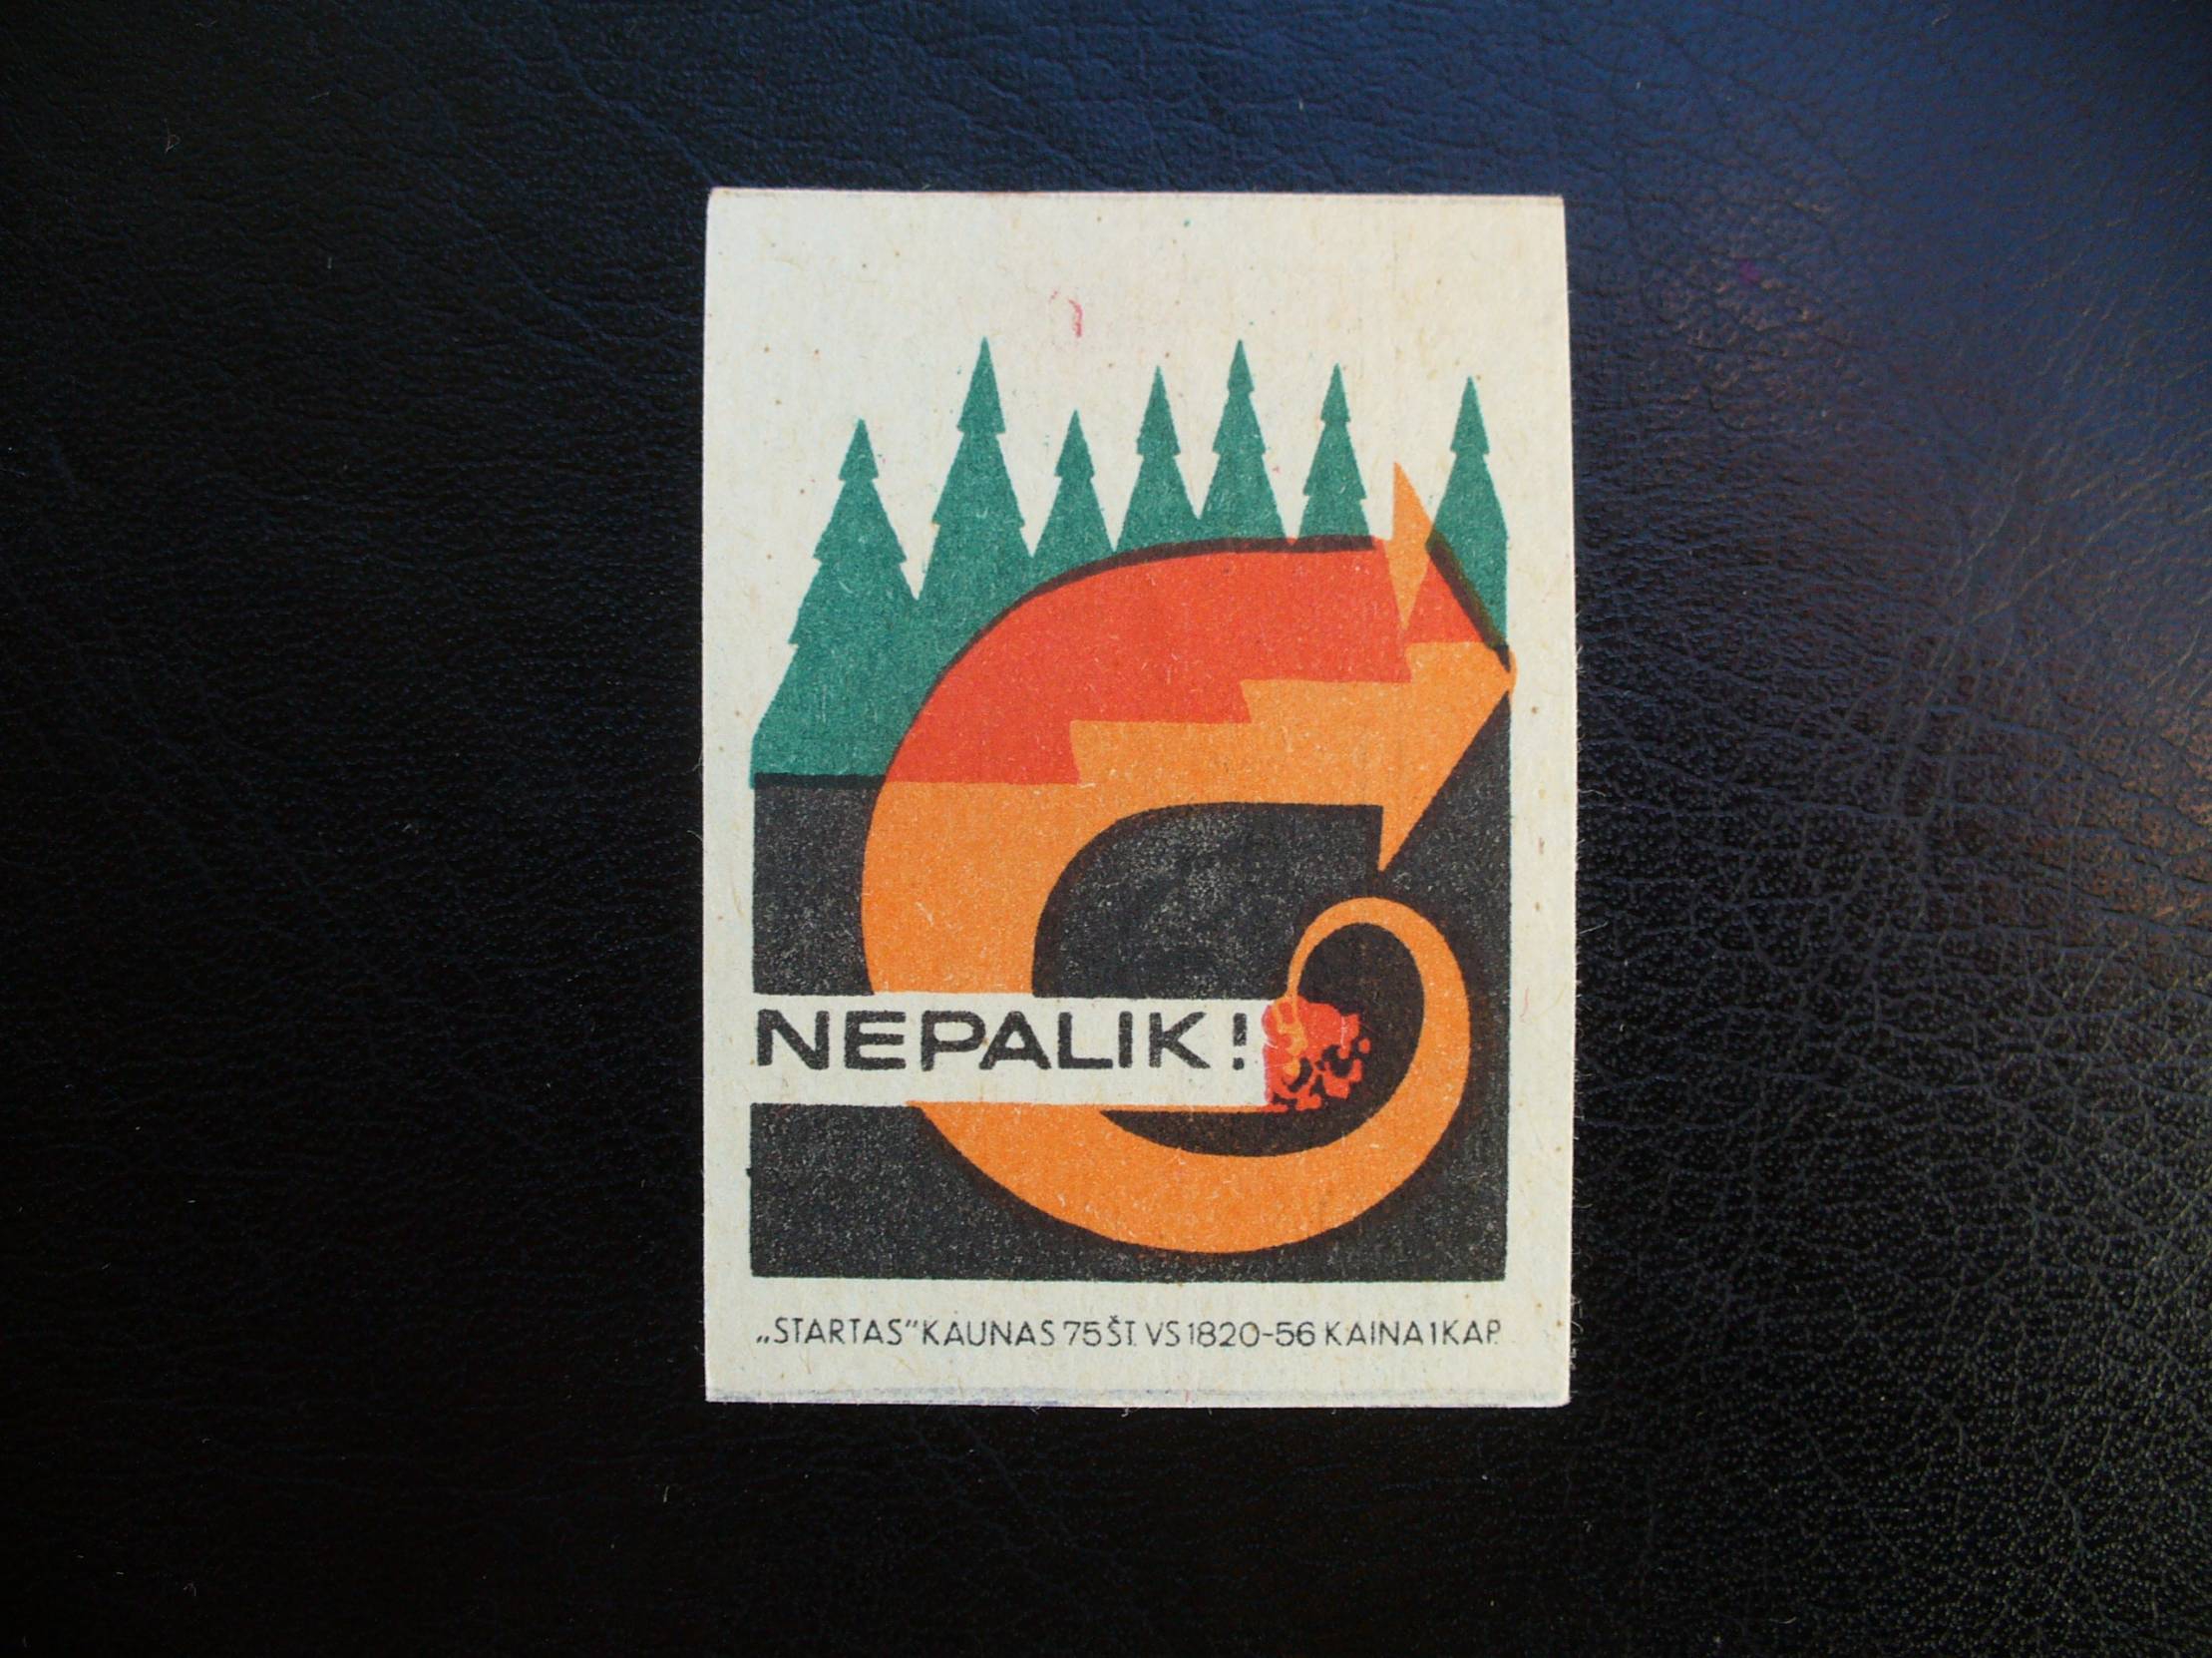 NEPALIK!
„STARTAS” KAUNAS 75 ŠT. VS 1820-56 KAINA 1 KAP.